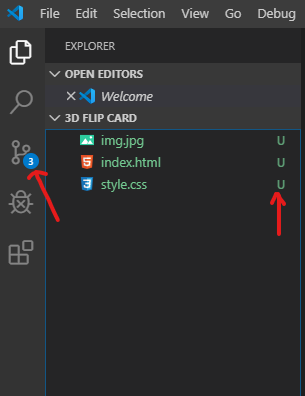 File Edit Selection View Go Debug
EXPLORER
OPEN EDITORS
Welcome
3D FLIP CARD
img.jpg U
index.html U
3
style.css U